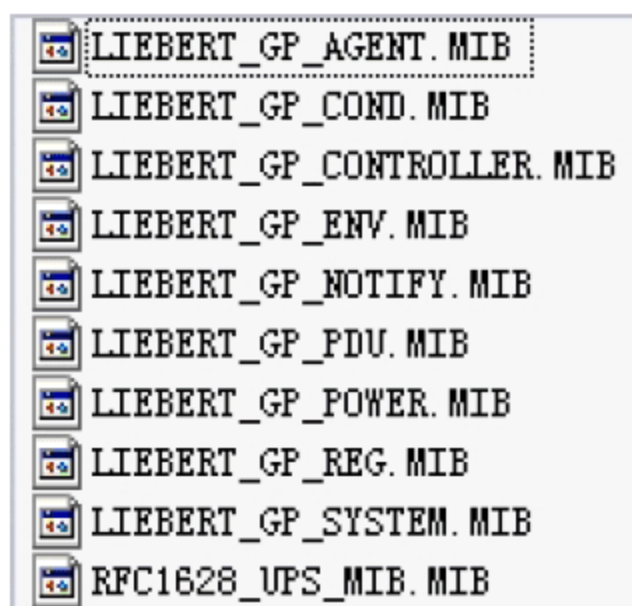 LIEBERT_GP_AGENT.MIB
LIEBERT_GP_COND.MIB
LIEBERT_GP_CONTROLLER.MIB
LIEBERT_GP_ENV.MIB
LIEBERT_GP_NOTIFY.MIB
LIEBERT_GP_PDU.MIB
LIEBERT_GP_POWER.MIB
LIEBERT_GP_REG.MIB
LIEBERT_GP_SYSTEM.MIB
RFC1628_UPS_MIB.MIB